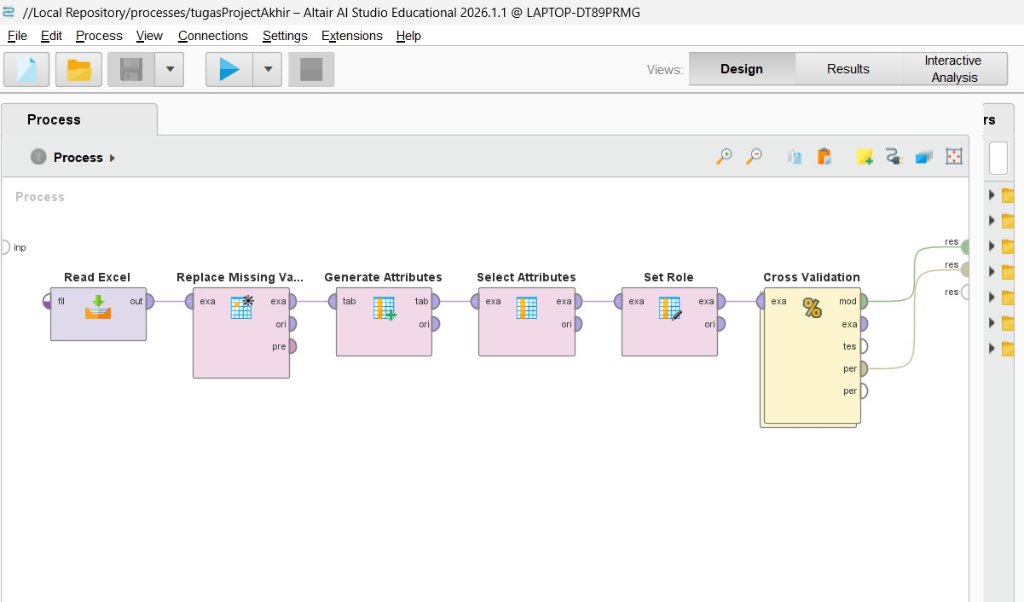 //Local Repository/processes/tugasProjectAkhir – Altair AI Studio Educational 2026.1.1 @ LAPTOP-DT89PRMG
File Edit Process View Connections Settings Extensions Help
Views: Design Results Interactive Analysis
Process rs
Process
Process
inp
res
res
res
Read Excel
fil out
Replace Missing Va...
exa exa
ori
pre
Generate Attributes
tab tab
ori
Select Attributes
exa exa
ori
Set Role
exa exa
ori
Cross Validation
exa mod
exa
tes
per
per